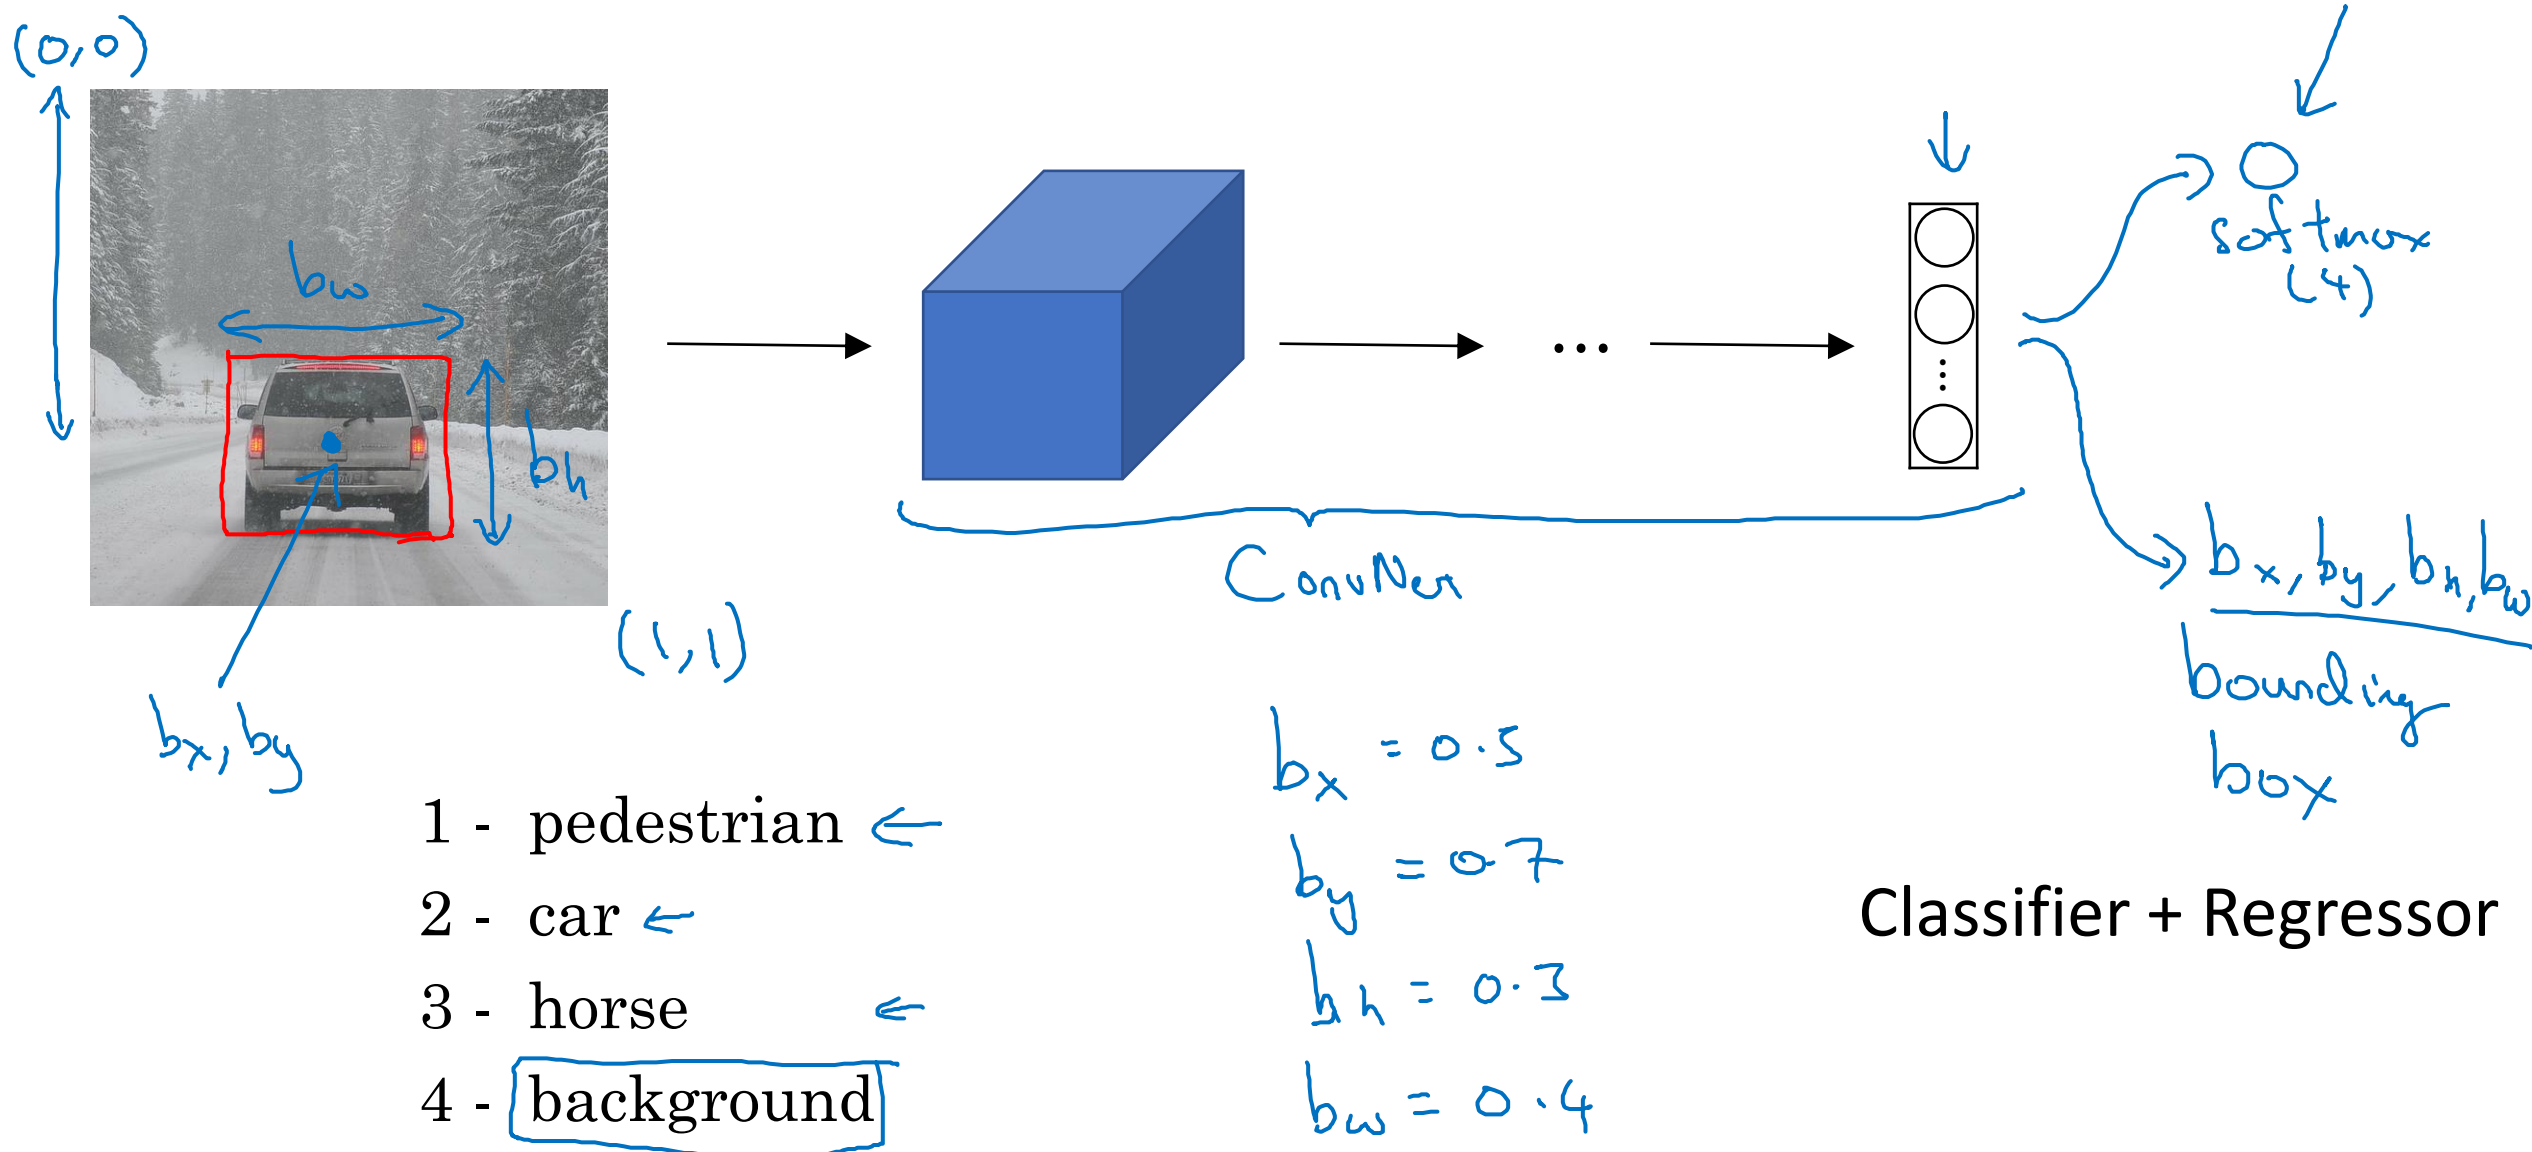 (0,0)
bw
bh
softmax
(4)
ConvNet
bx, by, bh, bw
bounding
box
(1,1)
bx, by
bx = 0.5
by = 0.7
bh = 0.3
bw = 0.4
1 - pedestrian
2 - car
3 - horse
4 - background
Classifier + Regressor